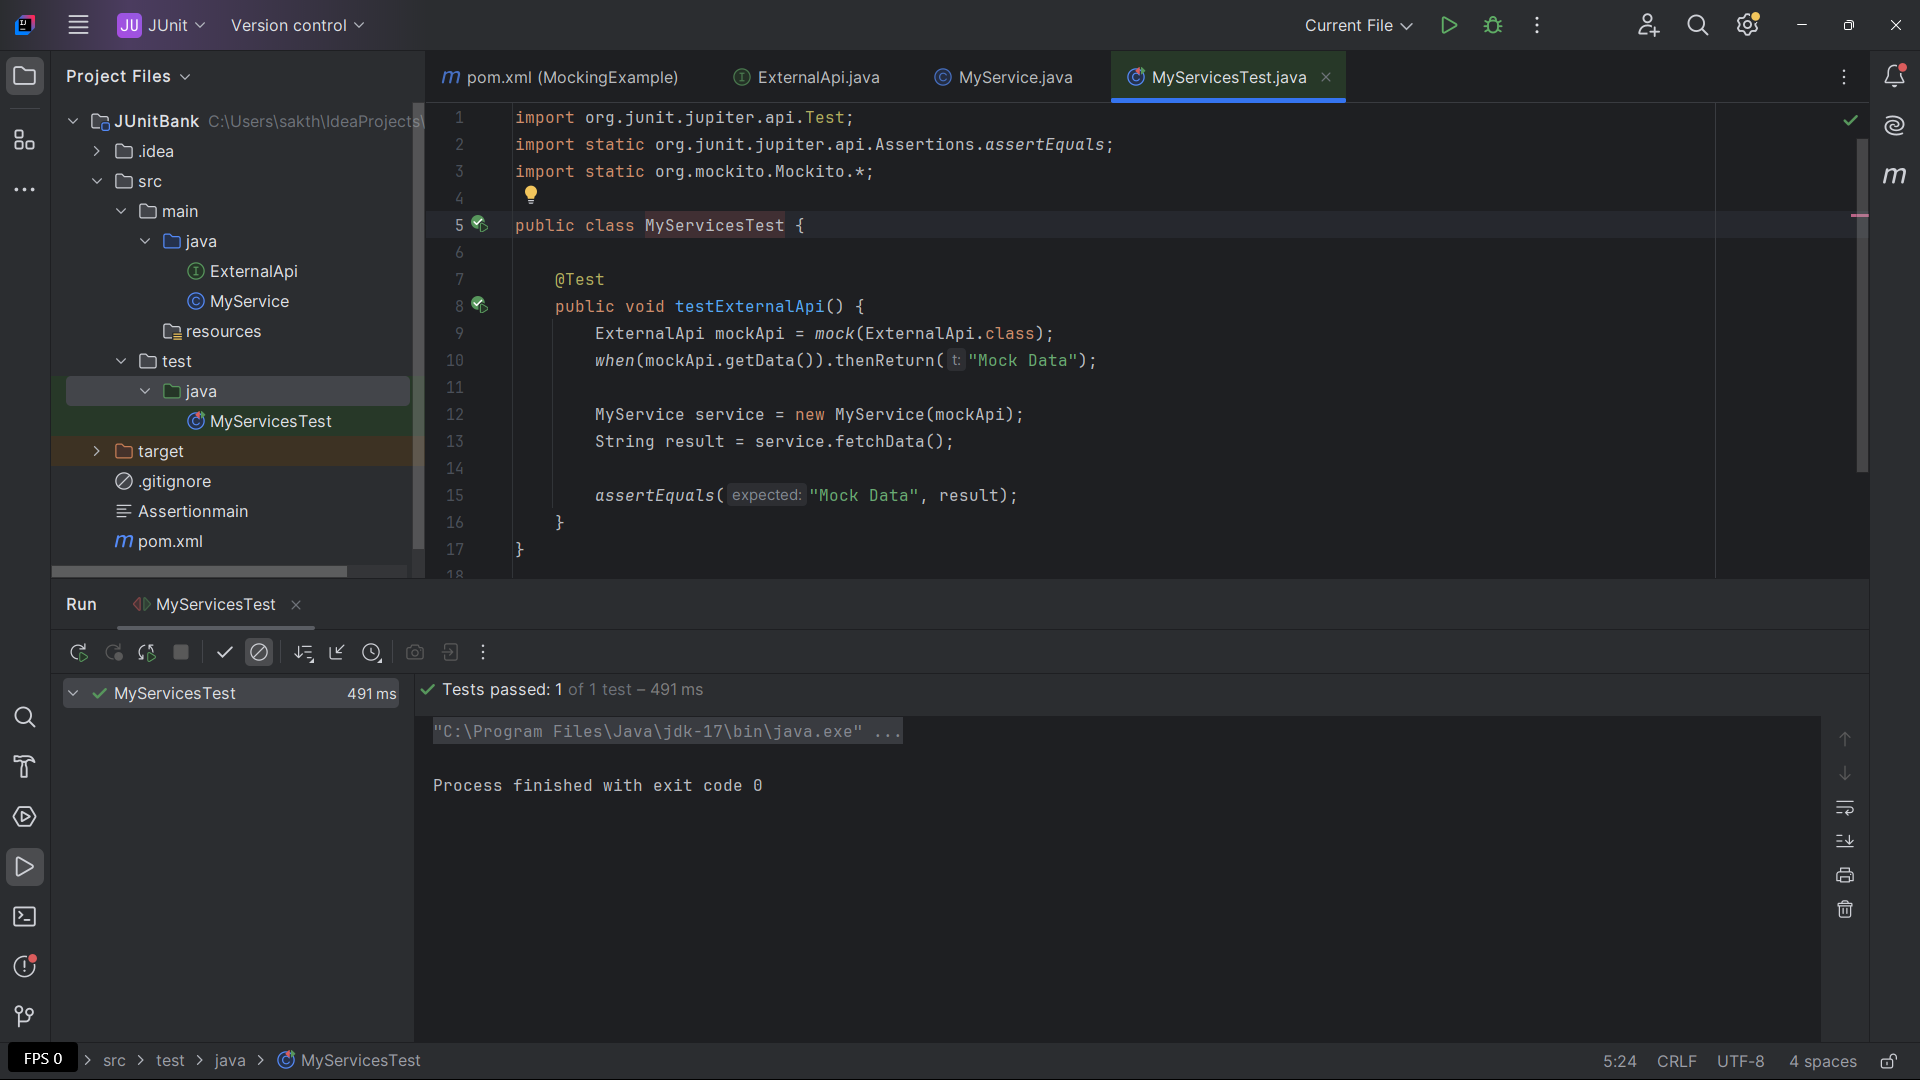 JU JUnit Version control Current File
Project Files
m pom.xml (MockingExample) ExternalApi.java MyService.java MyServicesTest.java
JUnitBank C:\Users\sakth\IdeaProjects\
.idea
src
main
java
ExternalApi
MyService
resources
test
java
MyServicesTest
target
.gitignore
Assertionmain
m pom.xml
1 import org.junit.jupiter.api.Test;
2 import static org.junit.jupiter.api.Assertions.assertEquals;
3 import static org.mockito.Mockito.*;
4
5 public class MyServicesTest {
6
7 @Test
8 public void testExternalApi() {
9 ExternalApi mockApi = mock(ExternalApi.class);
10 when(mockApi.getData()).thenReturn( t: "Mock Data");
11
12 MyService service = new MyService(mockApi);
13 String result = service.fetchData();
14
15 assertEquals( expected: "Mock Data", result);
16 }
17 }
18
m
Run MyServicesTest
MyServicesTest 491 ms
Tests passed: 1 of 1 test – 491 ms
"C:\Program Files\Java\jdk-17\bin\java.exe" ...
Process finished with exit code 0
FPS 0 > src > test > java > MyServicesTest
5:24 CRLF UTF-8 4 spaces